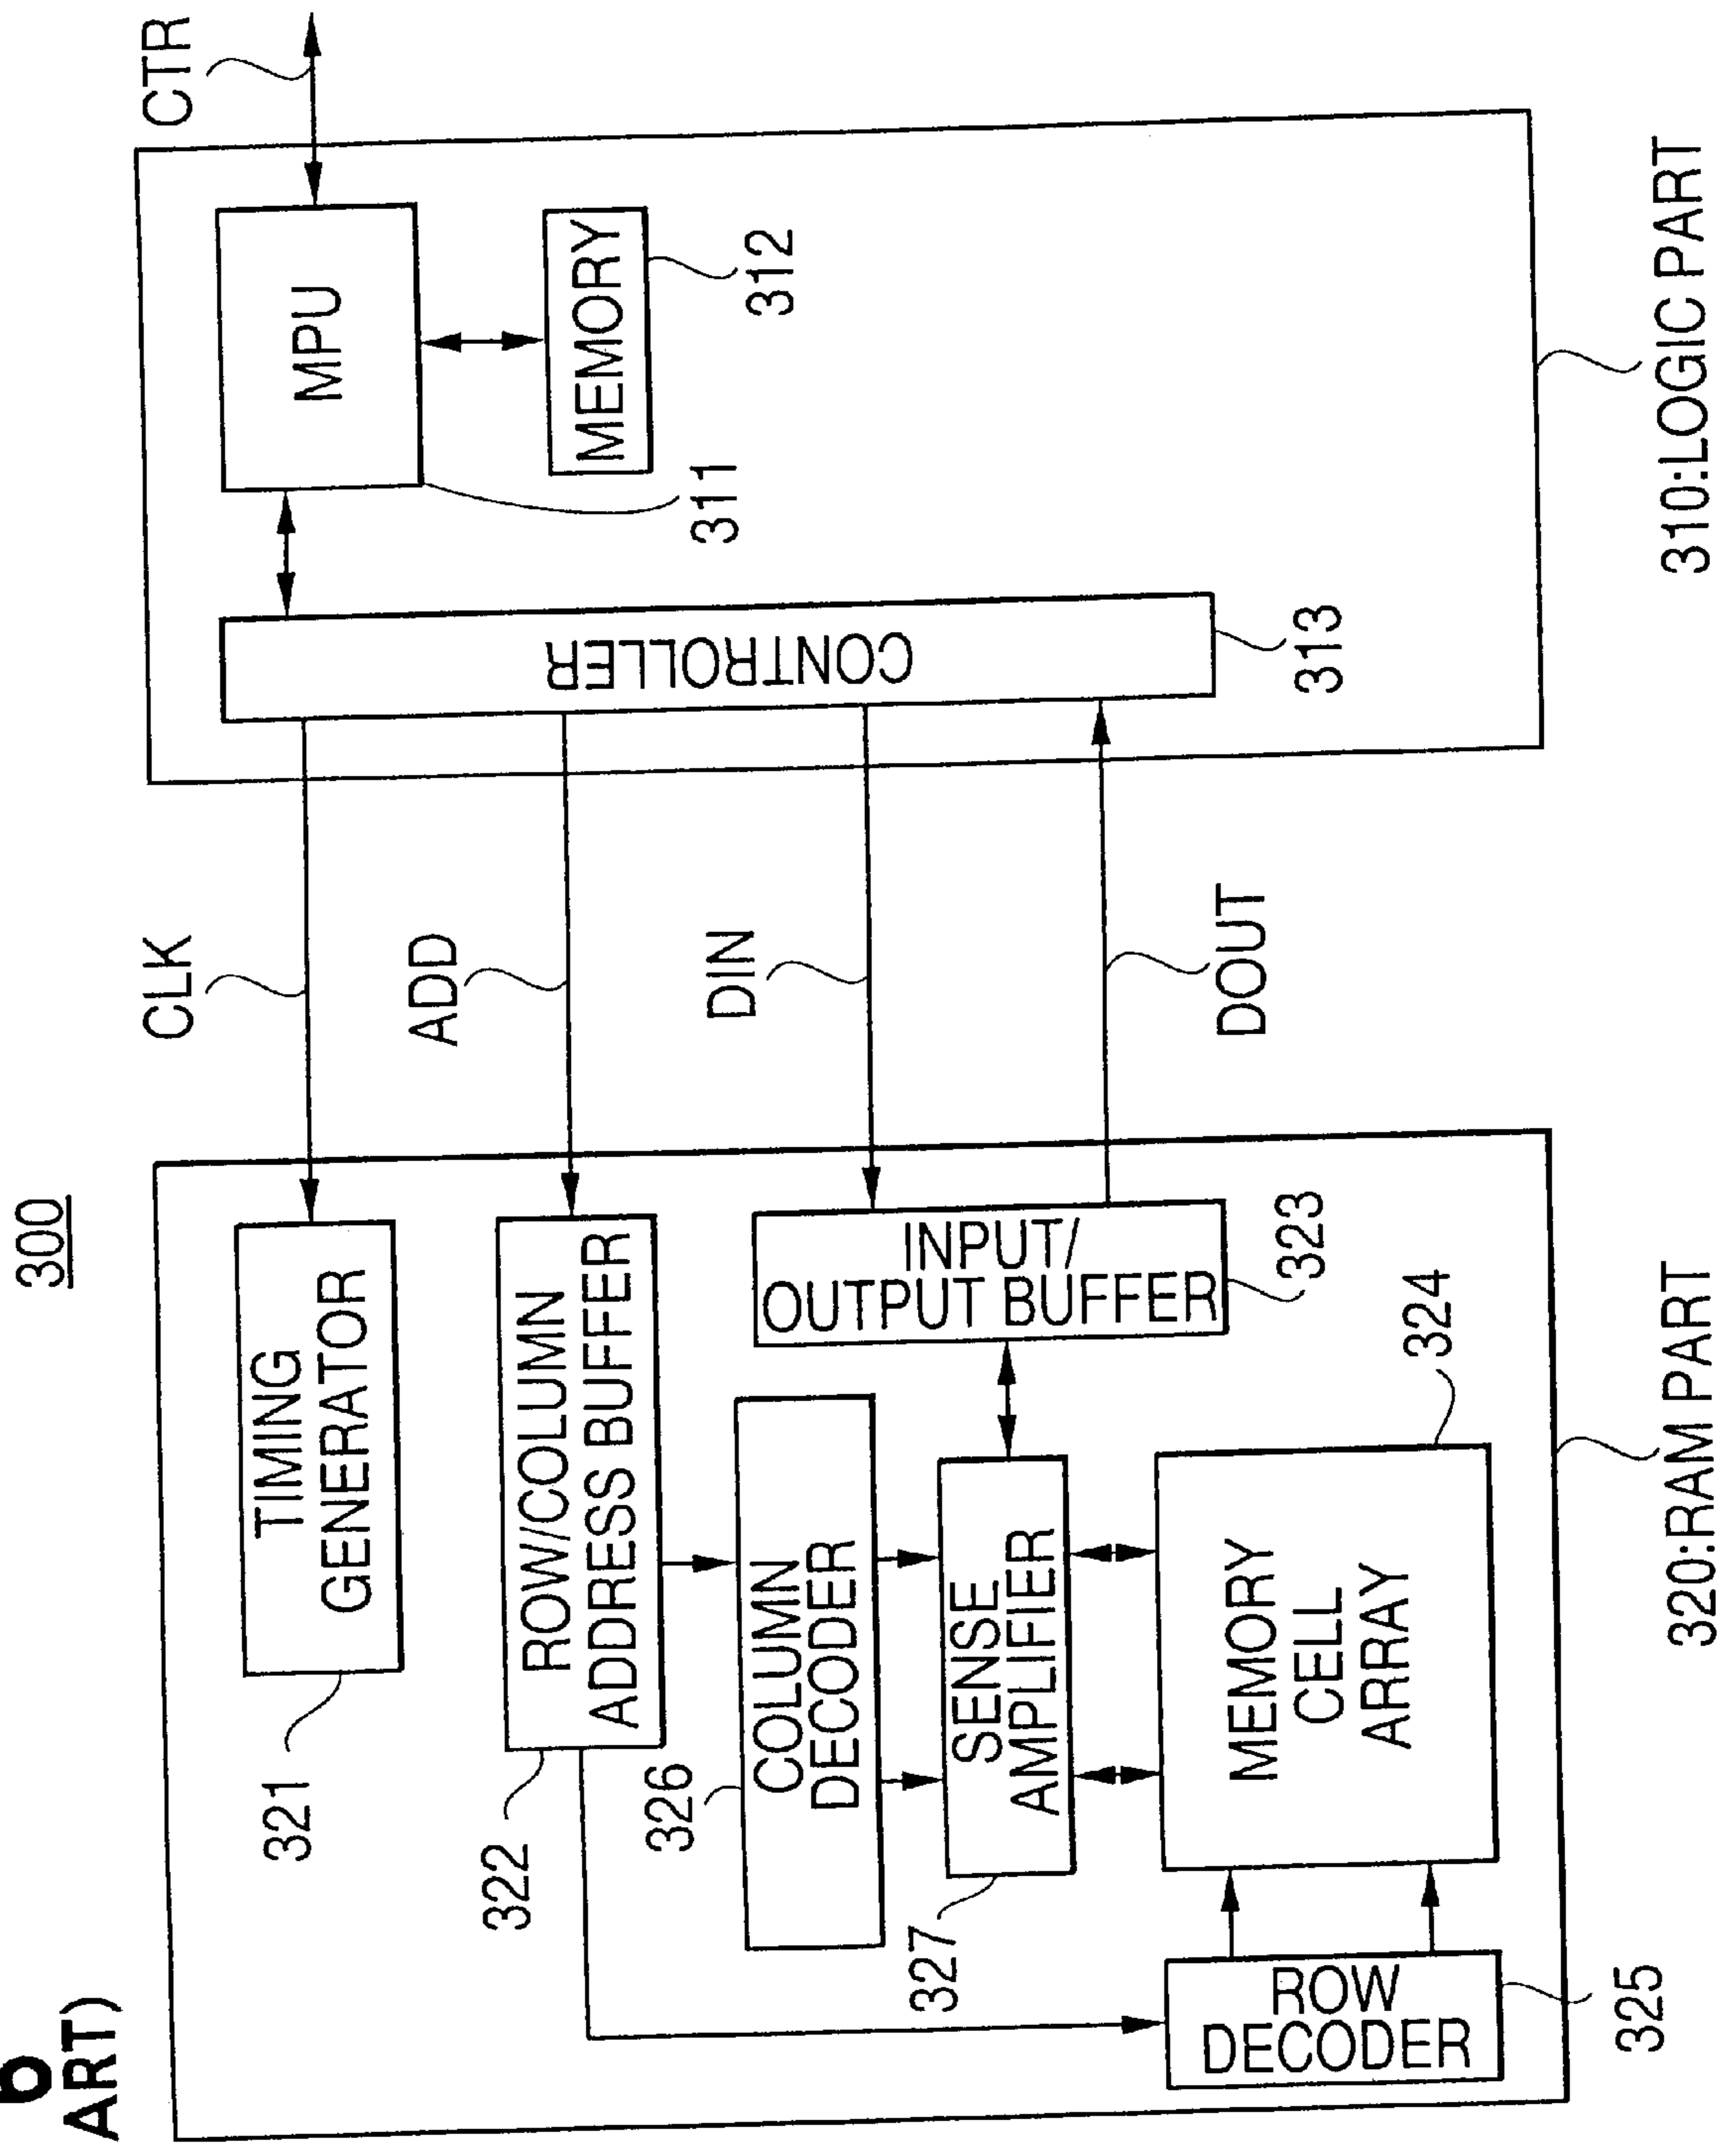 6
ART)
300
320:RAM PART
TIMING
GENERATOR
321
ROW/COLUMN
ADDRESS BUFFER
322
COLUMN
DECODER
326
SENSE
AMPLIFIER
327
INPUT/
OUTPUT BUFFER
323
MEMORY
CELL
ARRAY
324
ROW
DECODER
325
CLK
ADD
DIN
DOUT
CONTROLLER
313
MPU
311
MEMORY
312
CTR
310:LOGIC PART